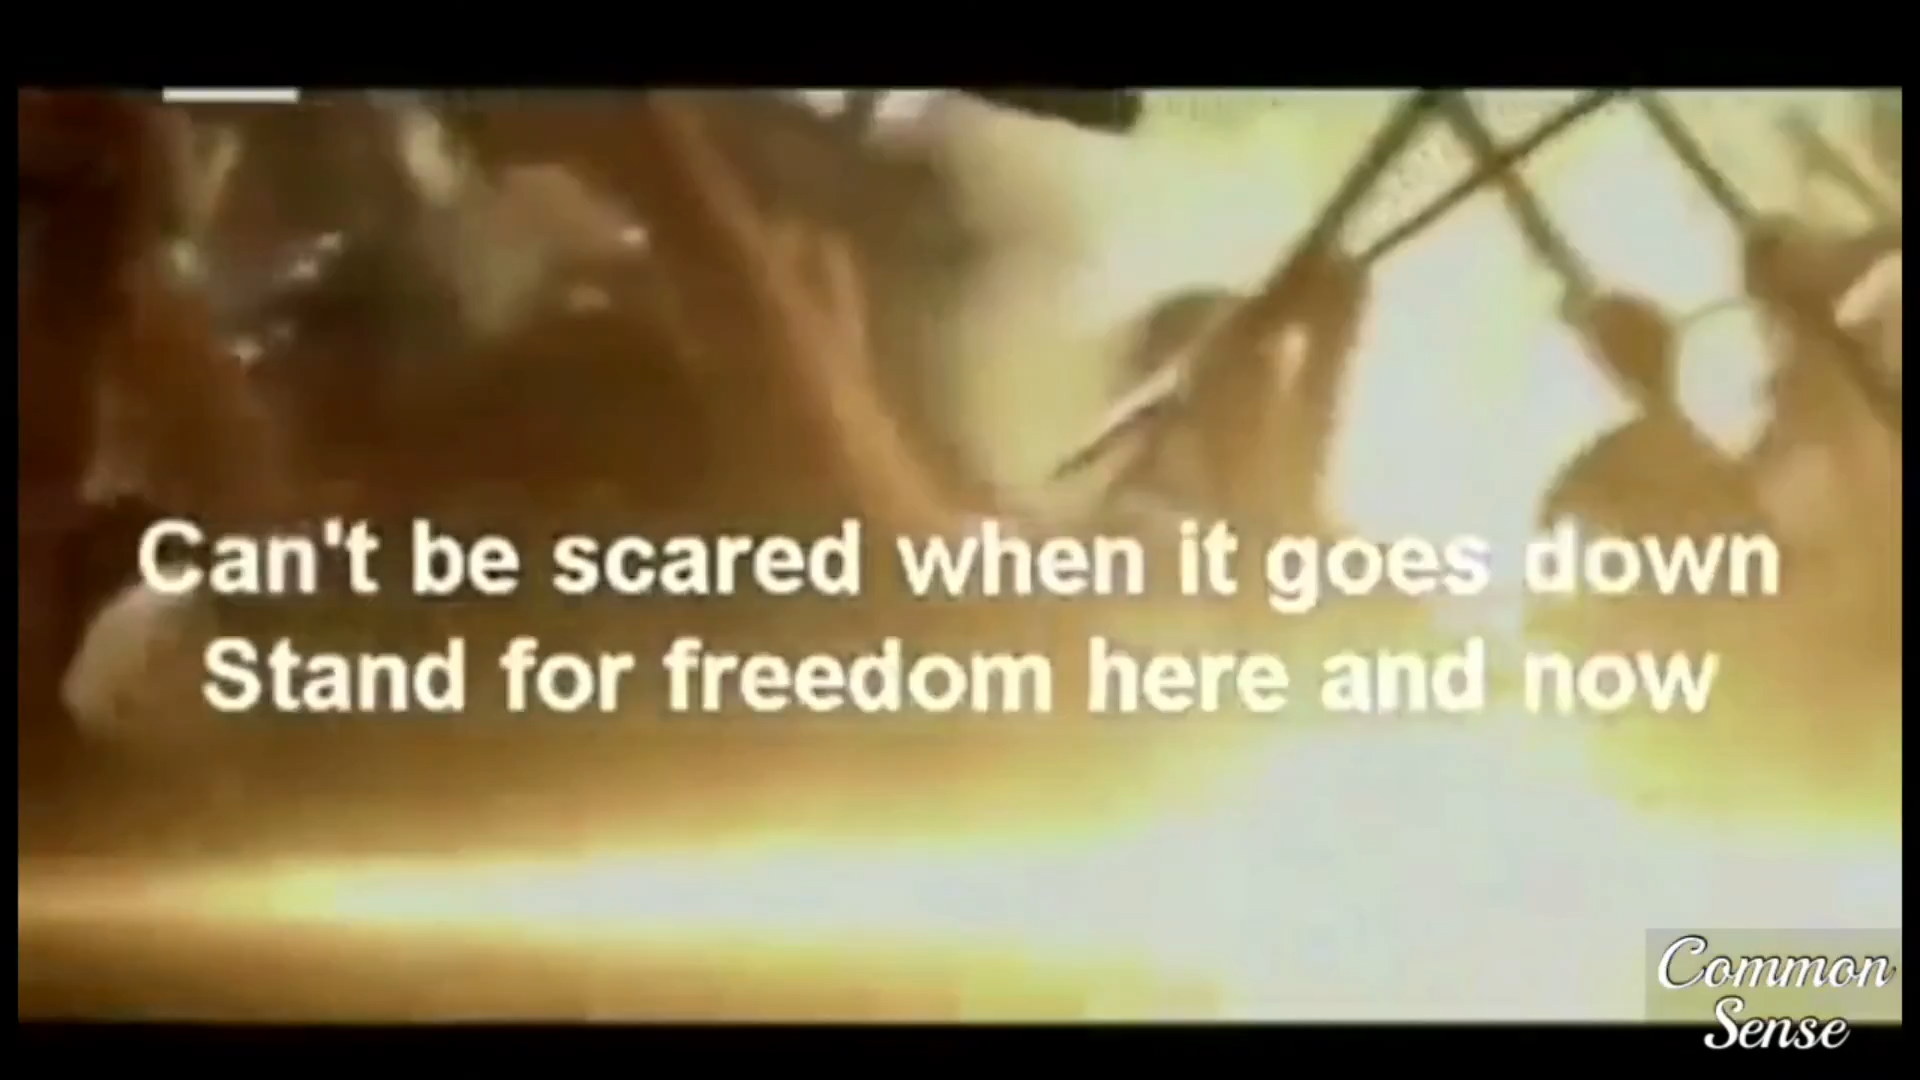 Can't be scared when it goes down
Stand for freedom here and now
Common
Sense